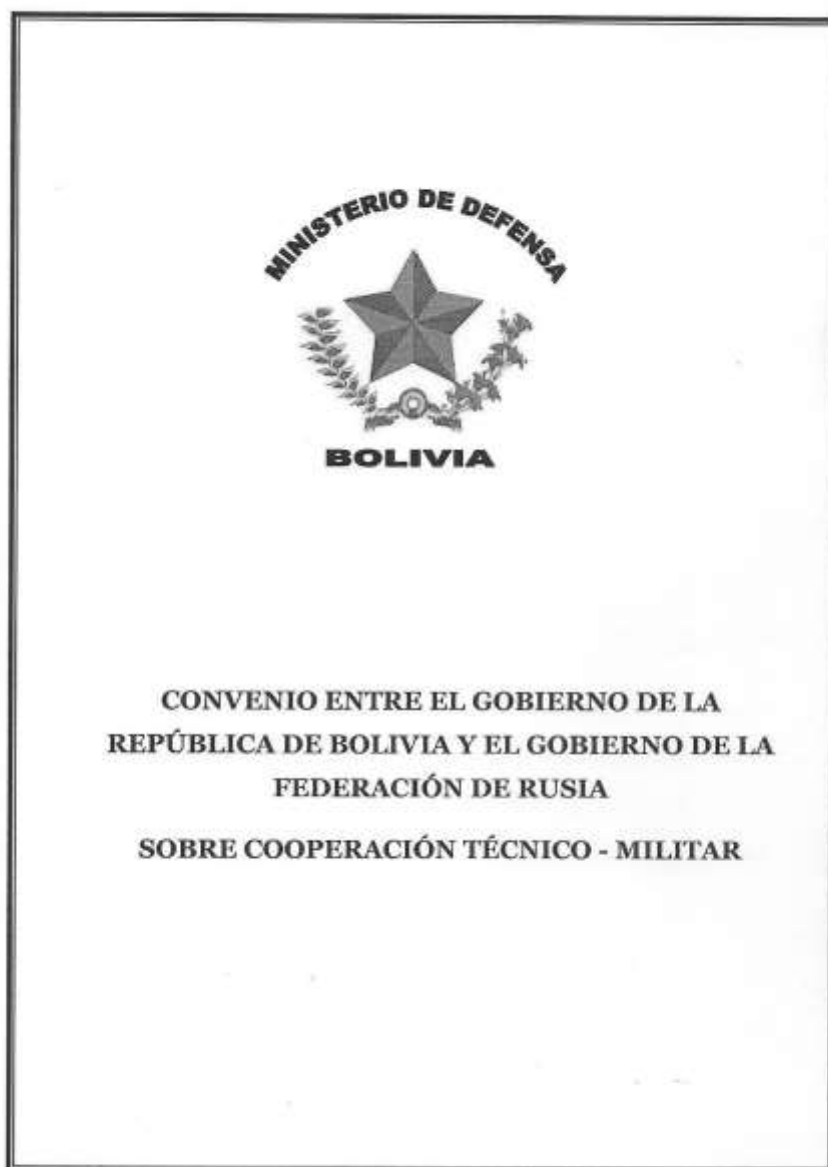 MINISTERIO DE DEFENSA
BOLIVIA
CONVENIO ENTRE EL GOBIERNO DE LA
REPÚBLICA DE BOLIVIA Y EL GOBIERNO DE LA
FEDERACIÓN DE RUSIA
SOBRE COOPERACIÓN TÉCNICO - MILITAR